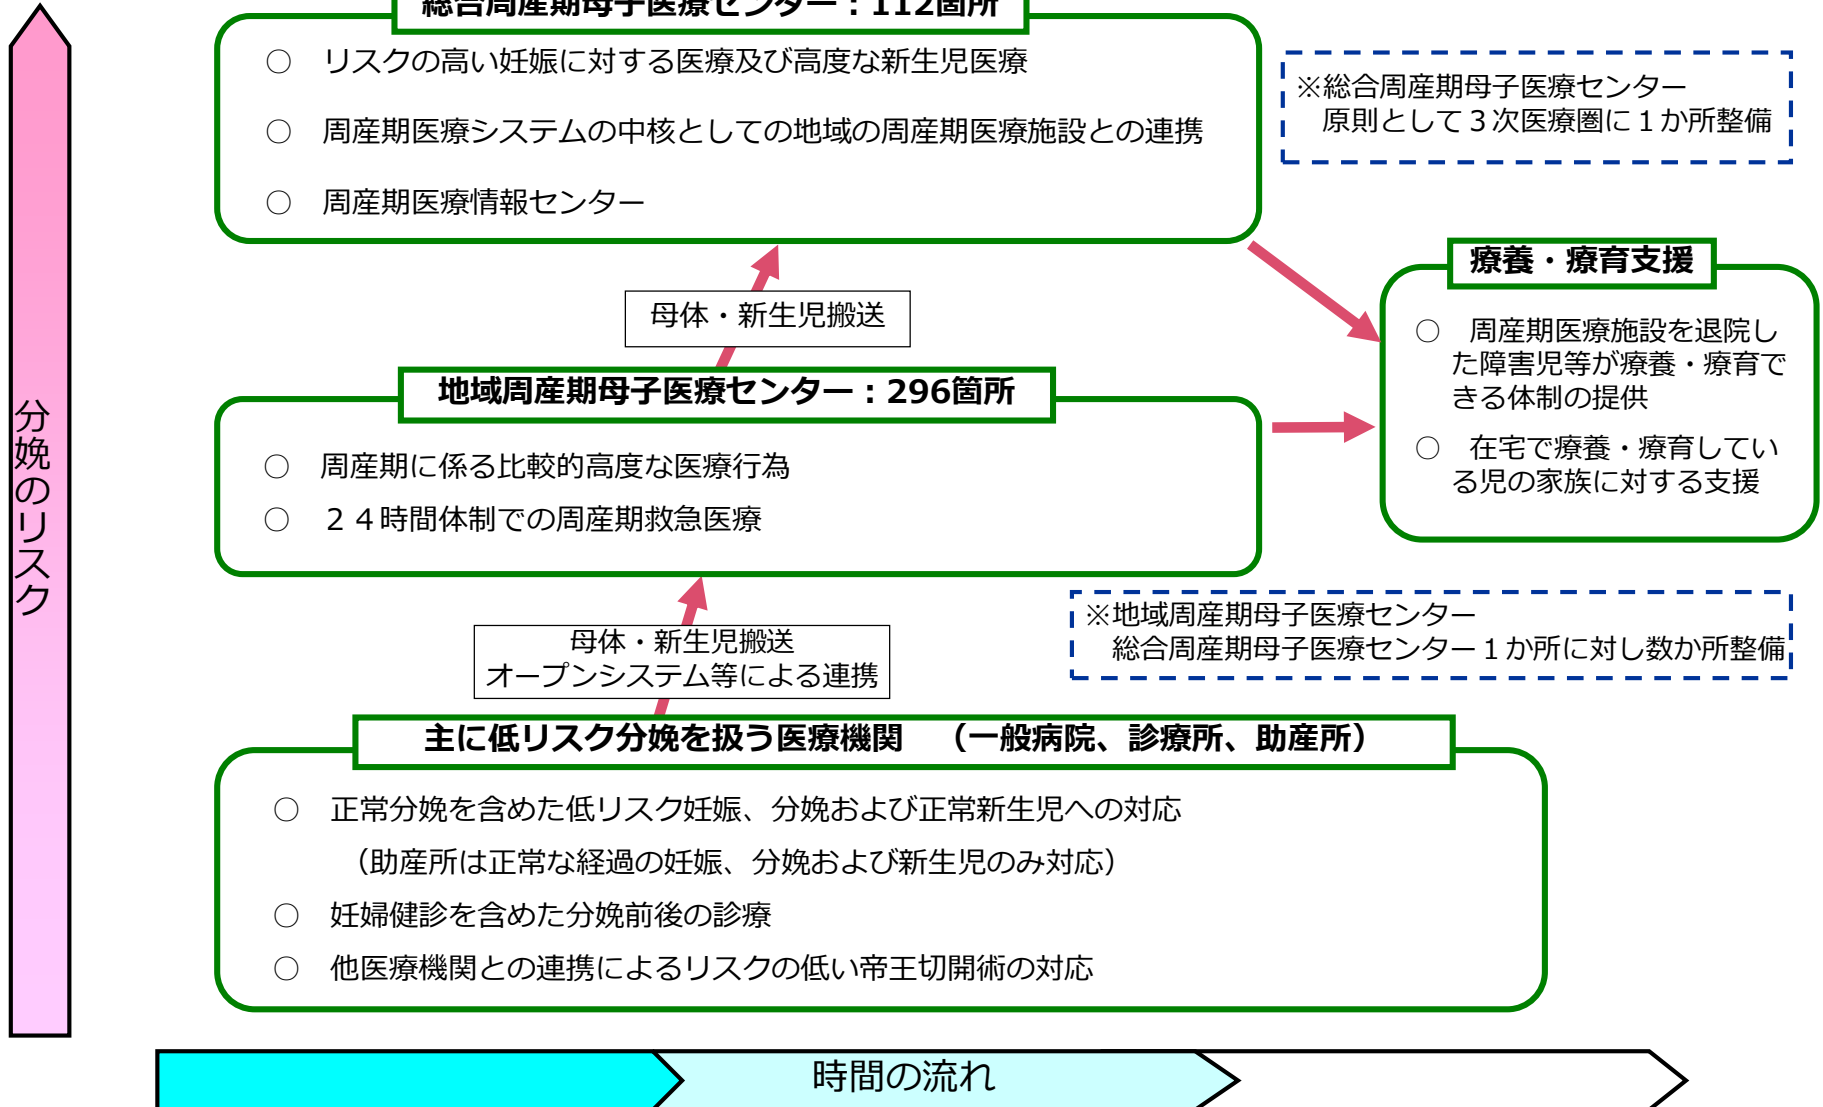 総合周産期母子医療センター：112箇所
○　リスクの高い妊娠に対する医療及び高度な新生児医療
○　周産期医療システムの中核としての地域の周産期医療施設との連携
○　周産期医療情報センター
※総合周産期母子医療センター
原則として３次医療圏に１か所整備
母体・新生児搬送
療養・療育支援
○　周産期医療施設を退院し
た障害児等が療養・療育で
きる体制の提供
○　在宅で療養・療育してい
る児の家族に対する支援
地域周産期母子医療センター：296箇所
○　周産期に係る比較的高度な医療行為
○　２４時間体制での周産期救急医療
分娩のリスク
母体・新生児搬送
オープンシステム等による連携
※地域周産期母子医療センター
総合周産期母子医療センター１か所に対し数か所整備
主に低リスク分娩を扱う医療機関　（一般病院、診療所、助産所）
○　正常分娩を含めた低リスク妊娠、分娩および正常新生児への対応
（助産所は正常な経過の妊娠、分娩および新生児のみ対応）
○　妊婦健診を含めた分娩前後の診療
○　他医療機関との連携によるリスクの低い帝王切開術の対応
時間の流れ